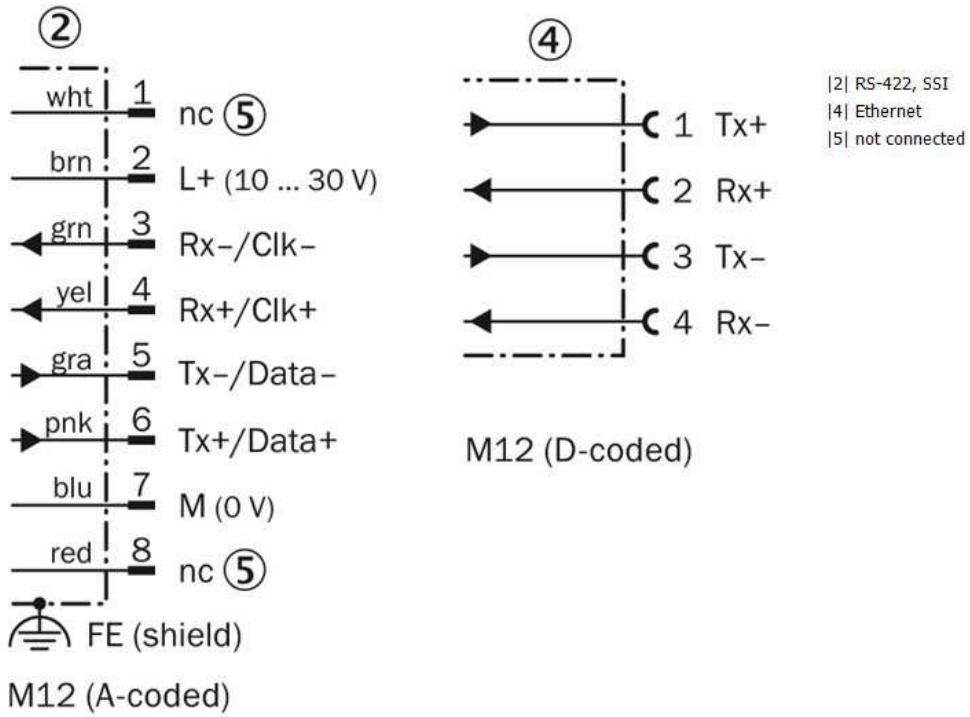 ②
wht 1 nc ⑤
brn 2 L+ (10 ... 30 V)
grn 3 Rx–/Clk–
yel 4 Rx+/Clk+
gra 5 Tx–/Data–
pnk 6 Tx+/Data+
blu 7 M (0 V)
red 8 nc ⑤
FE (shield)
M12 (A-coded)
④
1 Tx+
2 Rx+
3 Tx–
4 Rx–
M12 (D-coded)
|2| RS-422, SSI
|4| Ethernet
|5| not connected